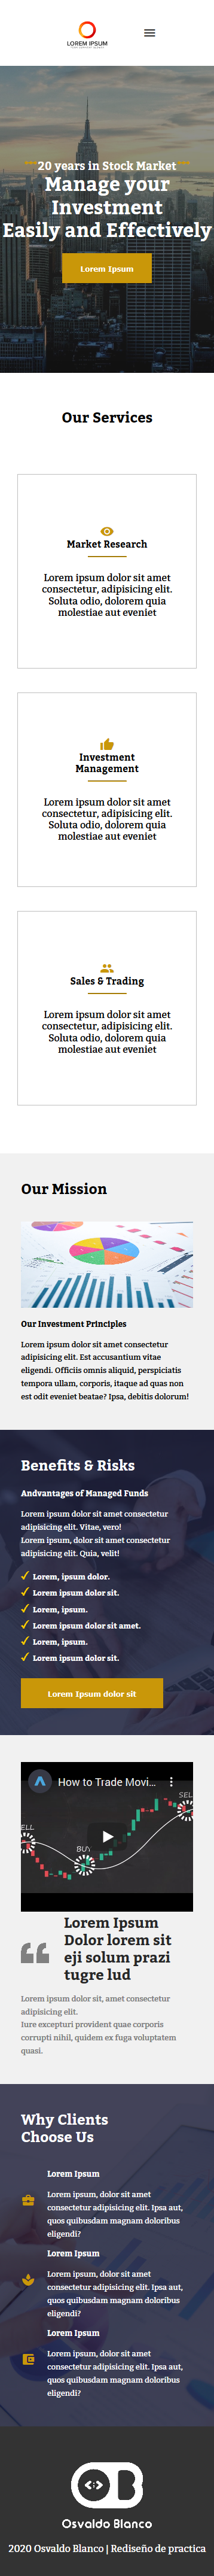 LOREM IPSUM
20 years in Stock Market
Manage your
Investment
Easily and Effectively
Lorem Ipsum
Our Services
Market Research
Lorem ipsum dolor sit amet
consectetur, adipisicing elit.
Soluta odio, dolorem quia
molestiae aut eveniet
Investment
Management
Lorem ipsum dolor sit amet
consectetur, adipisicing elit.
Soluta odio, dolorem quia
molestiae aut eveniet
Sales & Trading
Lorem ipsum dolor sit amet
consectetur, adipisicing elit.
Soluta odio, dolorem quia
molestiae aut eveniet
Our Mission
Our Investment Principles
Lorem ipsum dolor sit amet consectetur
adipisicing elit. Est accusantium vitae
eligendi. Officiis omnis aliquid, perspiciatis
tempora ullam, corporis, itaque ad quas non
est odit eveniet beatae? Ipsa, debitis dolorum!
Benefits & Risks
Andvantages of Managed Funds
Lorem ipsum dolor sit amet consectetur
adipisicing elit. Vitae, vero!
Lorem ipsum, dolor sit amet consectetur
adipisicing elit. Quia, velit!
Lorem, ipsum dolor.
Lorem ipsum dolor sit.
Lorem, ipsum.
Lorem ipsum dolor sit amet.
Lorem, ipsum.
Lorem ipsum dolor sit.
Lorem Ipsum dolor sit
How to Trade Movi...
SELL
ELL
BUY
Lorem Ipsum
Dolor lorem sit
eji solum prazi
tugre lud
Lorem ipsum dolor sit, amet consectetur
adipisicing elit.
Iure excepturi provident quae corporis
corrupti nihil, quidem ex fuga voluptatem
quasi.
Why Clients
Choose Us
Lorem Ipsum
Lorem ipsum, dolor sit amet
consectetur adipisicing elit. Ipsa aut,
quos quibusdam magnam doloribus
eligendi?
Lorem Ipsum
Lorem ipsum, dolor sit amet
consectetur adipisicing elit. Ipsa aut,
quos quibusdam magnam doloribus
eligendi?
Lorem Ipsum
Lorem ipsum, dolor sit amet
consectetur adipisicing elit. Ipsa aut,
quos quibusdam magnam doloribus
eligendi?
OB
Osvaldo Blanco
2020 Osvaldo Blanco | Rediseño de practica